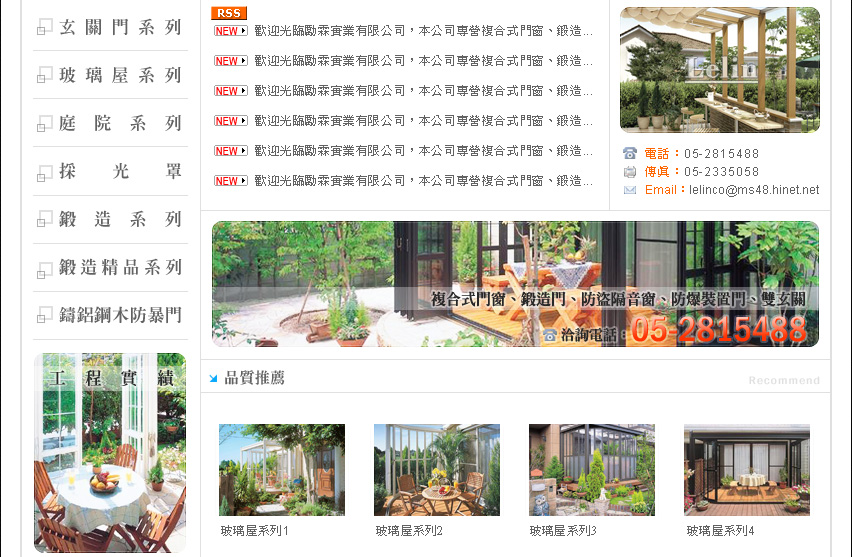 玄關門系列
玻璃屋系列
庭院系列
採光罩
鍛造系列
鍛造精品系列
鑄鋁鋼木防暴門
工程實績
RSS
NEW 歡迎光臨勵霖實業有限公司，本公司專營複合式門窗、鍛造...
NEW 歡迎光臨勵霖實業有限公司，本公司專營複合式門窗、鍛造...
NEW 歡迎光臨勵霖實業有限公司，本公司專營複合式門窗、鍛造...
NEW 歡迎光臨勵霖實業有限公司，本公司專營複合式門窗、鍛造...
NEW 歡迎光臨勵霖實業有限公司，本公司專營複合式門窗、鍛造...
NEW 歡迎光臨勵霖實業有限公司，本公司專營複合式門窗、鍛造...
電話：05-2815488
傳眞：05-2335058
Email：lelinco@ms48.hinet.net
複合式門窗、鍛造門、防盜隔音窗、防爆裝置門、雙玄關
洽詢電話：05-2815488
品質推薦
Recommend
玻璃屋系列1
玻璃屋系列2
玻璃屋系列3
玻璃屋系列4